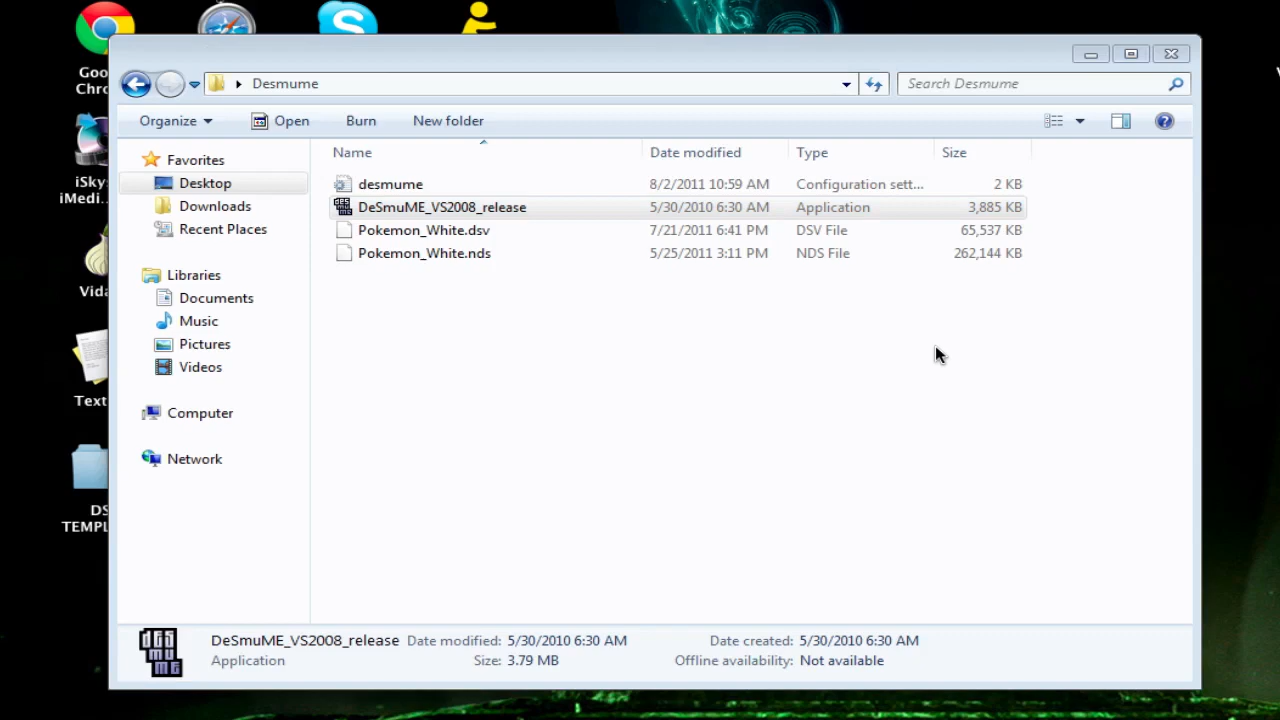 Goo
Chro
iSky
iMedi...
Vida
Text
DS
TEMPL
Desmume
Search Desmume
Organize
Open
Burn
New folder
Name
Date modified
Type
Size
Favorites
Desktop
Downloads
Recent Places
Libraries
Documents
Music
Pictures
Videos
Computer
Network
desmume 8/2/2011 10:59 AM Configuration sett... 2 KB
DeSmuME_VS2008_release 5/30/2010 6:30 AM Application 3,885 KB
Pokemon_White.dsv 7/21/2011 6:41 PM DSV File 65,537 KB
Pokemon_White.nds 5/25/2011 3:11 PM NDS File 262,144 KB
DeSmuME_VS2008_release Date modified: 5/30/2010 6:30 AM Date created: 5/30/2010 6:30 AM
Application Size: 3.79 MB Offline availability: Not available